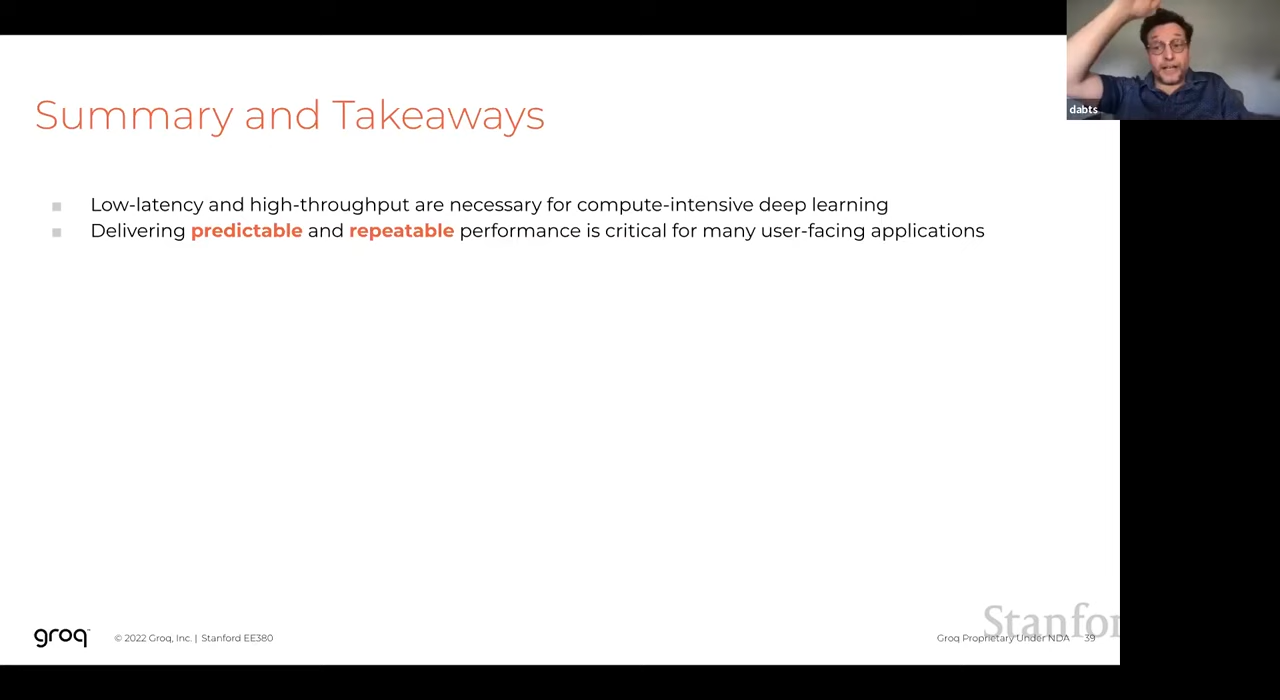 dabts
Summary and Takeaways
Low-latency and high-throughput are necessary for compute-intensive deep learning
Delivering predictable and repeatable performance is critical for many user-facing applications
groq
© 2022 Groq, Inc. | Stanford EE380
Stanfor
Groq Proprietary Under NDA 39